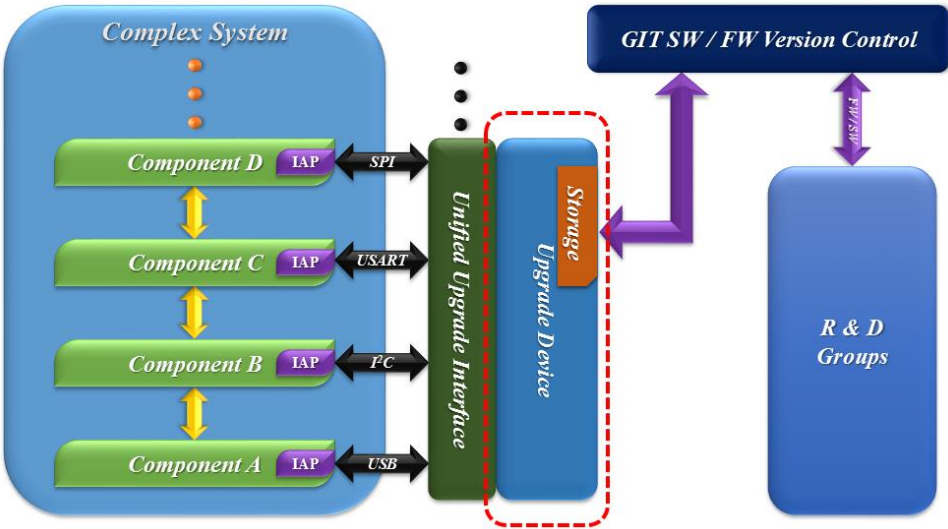 Complex System
GIT SW / FW Version Control
FW/SW
Component D
IAP
SPI
Component C
IAP
USART
Component B
IAP
I²C
Component A
IAP
USB
Unified Upgrade Interface
Upgrade Device
Storage
R & D
Groups